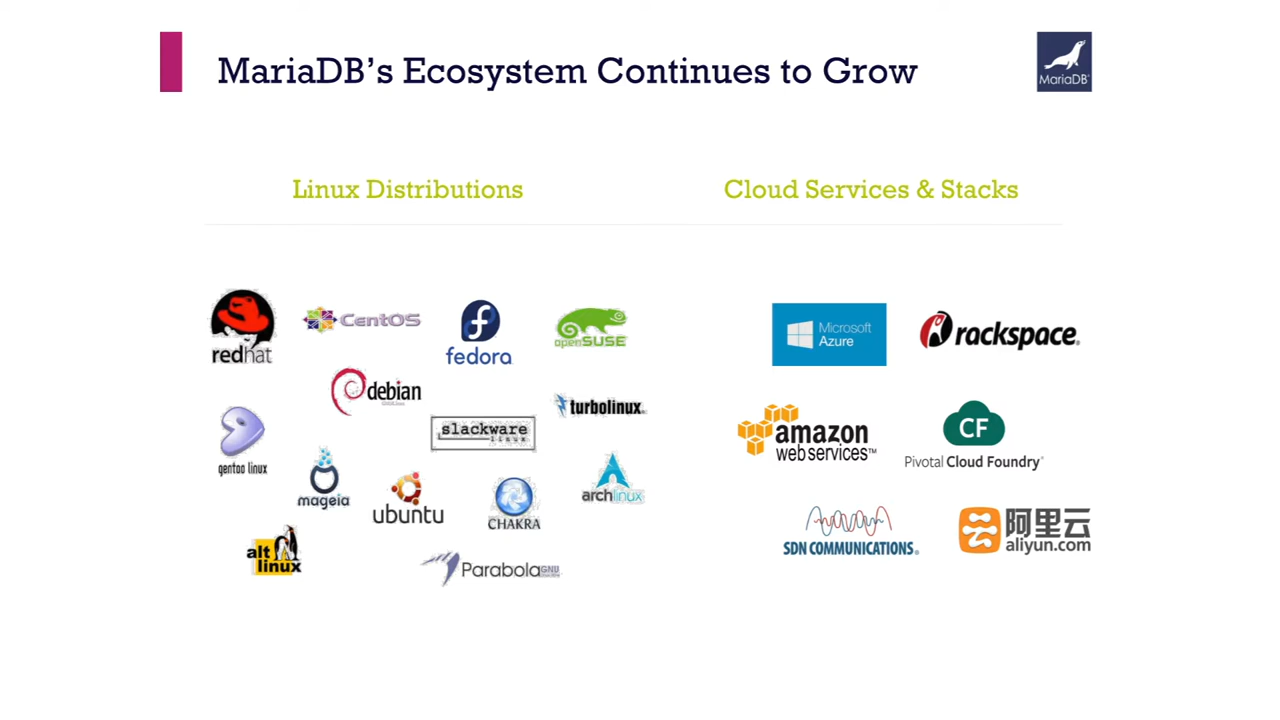 MariaDB's Ecosystem Continues to Grow
MariaDB
Linux Distributions
Cloud Services & Stacks
redhat
CentOS
fedora
openSUSE
debian
turbolinux
gentoo linux
slackware
linux
mageia
ubuntu
CHAKRA
archlinux
alt
linux
Parabola GNU
Microsoft
Azure
rackspace
amazon
web services™
CF
Pivotal Cloud Foundry
SDN COMMUNICATIONS
阿里云
aliyun.com